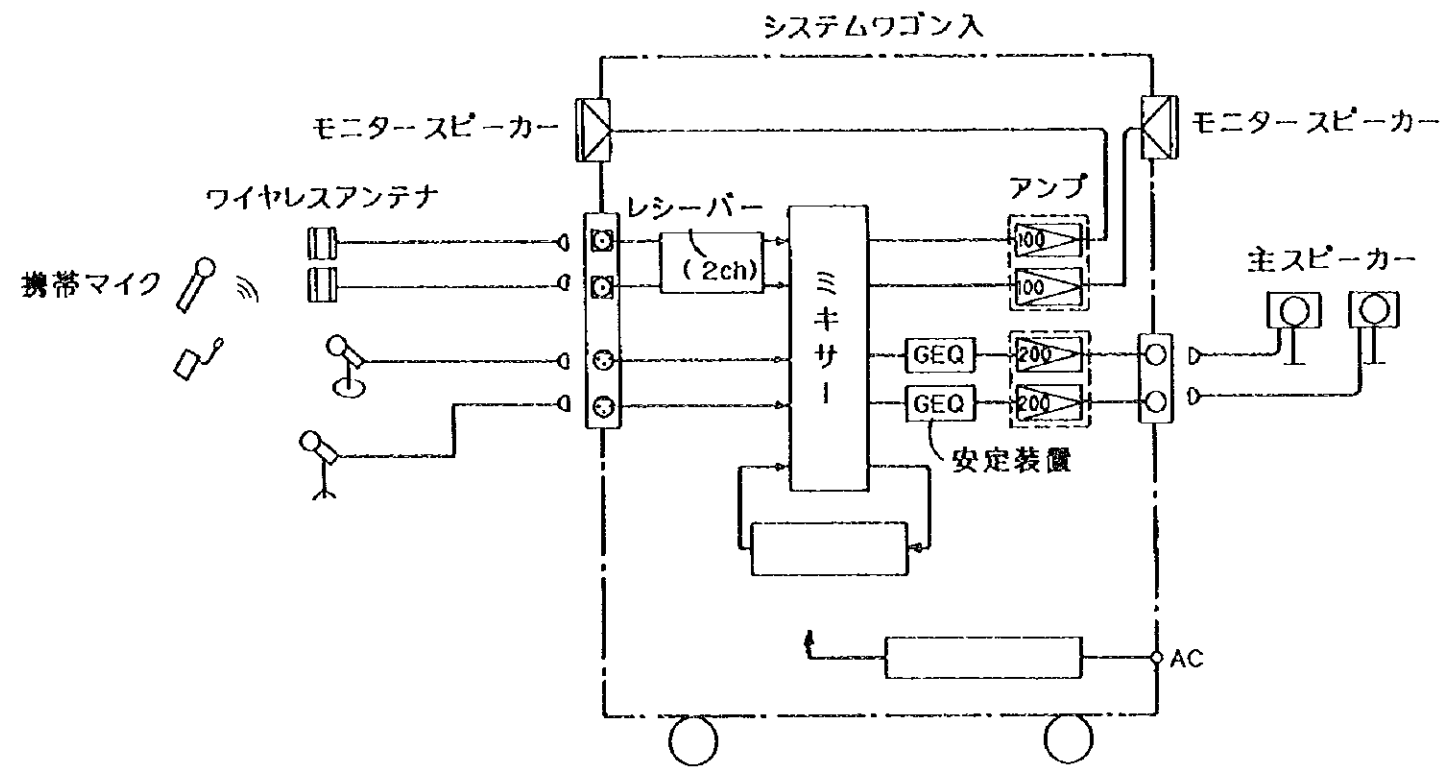 システムワゴン入
モニタースピーカー
モニタースピーカー
ワイヤレスアンテナ
レシーバー
アンプ
(2ch)
100
100
携帯マイク
主スピーカー
ミキサー
GEQ
200
GEQ
200
安定装置
AC